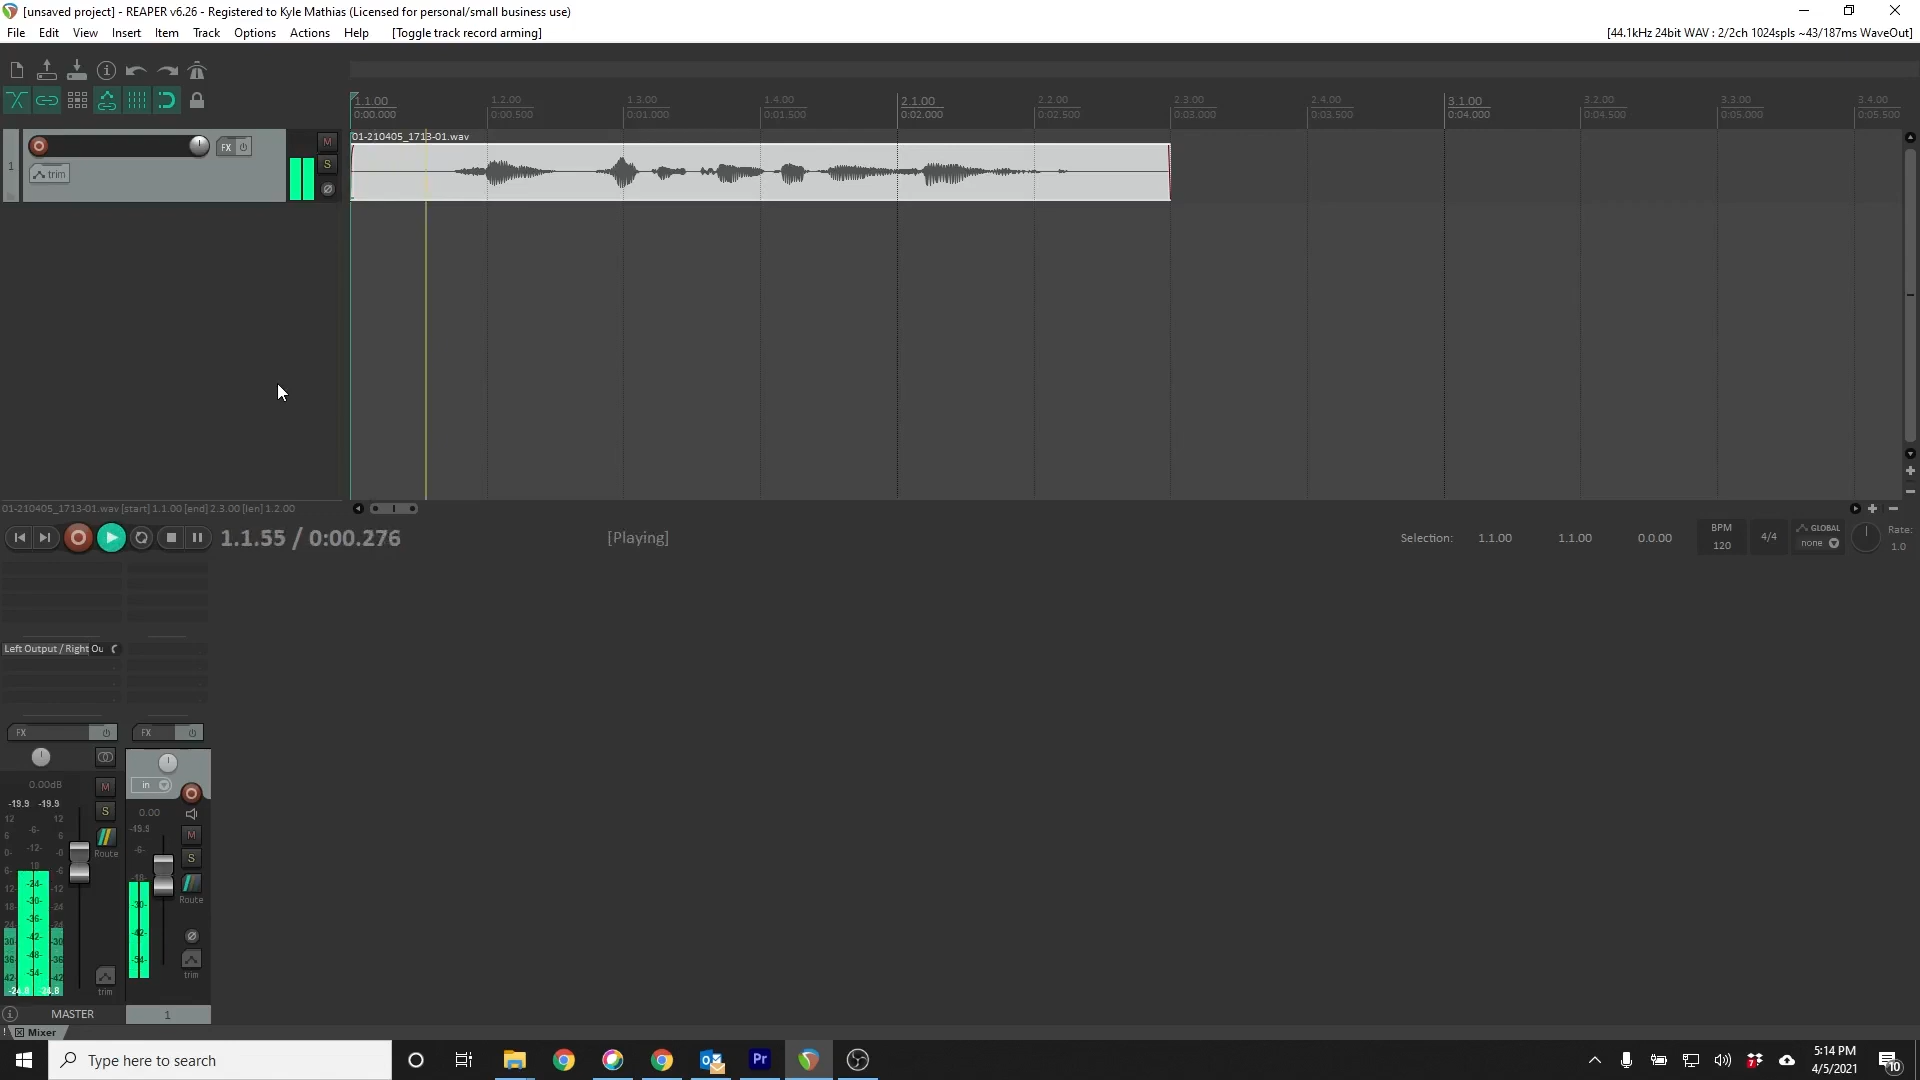 [unsaved project] - REAPER v6.26 - Registered to Kyle Mathias (Licensed for personal/small business use)
File Edit View Insert Item Track Options Actions Help [Toggle track record arming]
[44.1kHz 24bit WAV : 2/2ch 1024spls ~43/187ms WaveOut]
1.1.00 1.2.00 1.3.00 1.4.00 2.1.00 2.2.00 2.3.00 2.4.00 3.1.00 3.2.00 3.3.00 3.4.00
0:00.000 0:00.500 0:01.000 0:01.500 0:02.000 0:02.500 0:03.000 0:03.500 0:04.000 0:04.500 0:05.000 0:05.500
01-210405_1713-01.wav
1
FX
M
S
trim
01-210405_1713-01.wav [start] 1.1.00 [end] 2.3.00 [len] 1.2.00
1.1.55 / 0:00.276
[Playing]
Selection: 1.1.00 1.1.00 0.0.00
BPM
120
4/4
GLOBAL
none
Rate:
1.0
Left Output / Right Ou
FX FX
in
0.00dB M
-19.9 -19.9
S
0.00
M
S
Route
Route
trim
trim
-24.8 -24.8
MASTER 1
Mixer
Type here to search
Pr
5:14 PM
4/5/2021
10